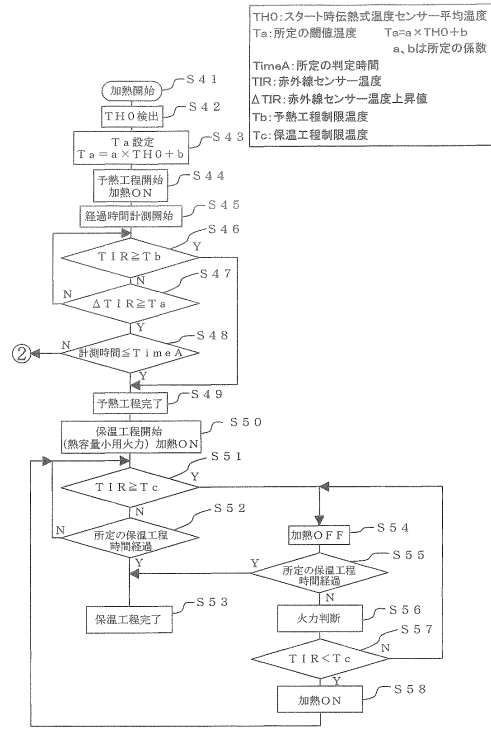 TH0:スタート時伝熱式温度センサー平均温度
Ta:所定の閾値温度 Ta=a×TH0+b
a、bは所定の係数
TimeA:所定の判定時間
TIR:赤外線センサー温度
ΔTIR:赤外線センサー温度上昇値
Tb:予熱工程制限温度
Tc:保温工程制限温度
加熱開始
S41
TH0検出
S42
Ta設定
Ta=a×TH0+b
S43
予熱工程開始
加熱ON
S44
経過時間計測開始
S45
TIR≧Tb
S46
Y
N
ΔTIR≧Ta
S47
N
Y
計測時間≦TimeA
S48
N
②
Y
予熱工程完了
S49
保温工程開始
(熱容量小用火力)加熱ON
S50
TIR≧Tc
S51
Y
N
所定の保温工程
時間経過
S52
N
Y
保温工程完了
S53
加熱OFF
S54
所定の保温工程
時間経過
S55
Y
N
火力判断
S56
TIR<Tc
S57
N
Y
加熱ON
S58